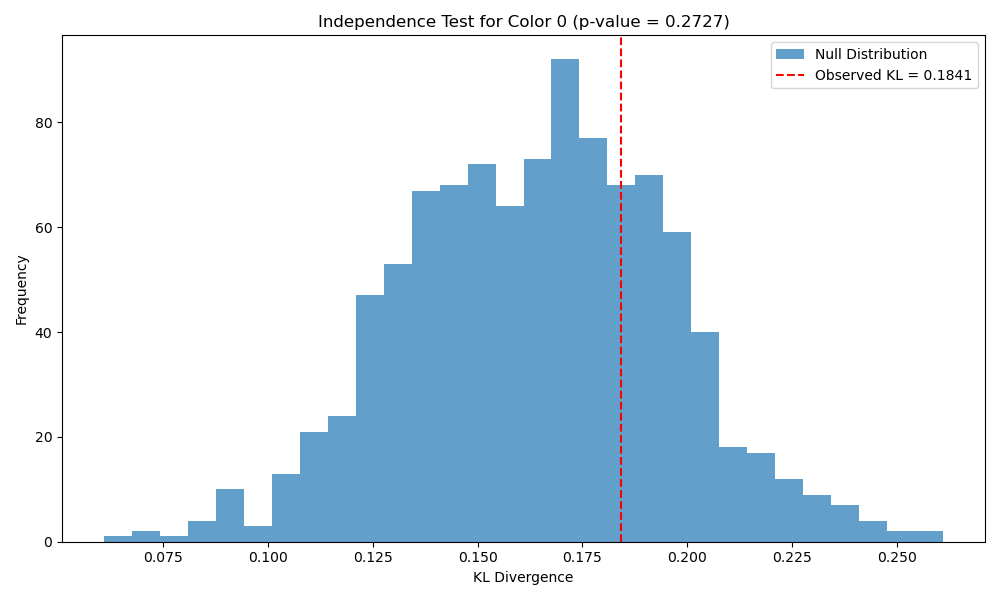 Independence Test for Color 0 (p-value = 0.2727)
Null Distribution
Observed KL = 0.1841
Frequency
80
60
40
20
0
0.075 0.100 0.125 0.150 0.175 0.200 0.225 0.250
KL Divergence